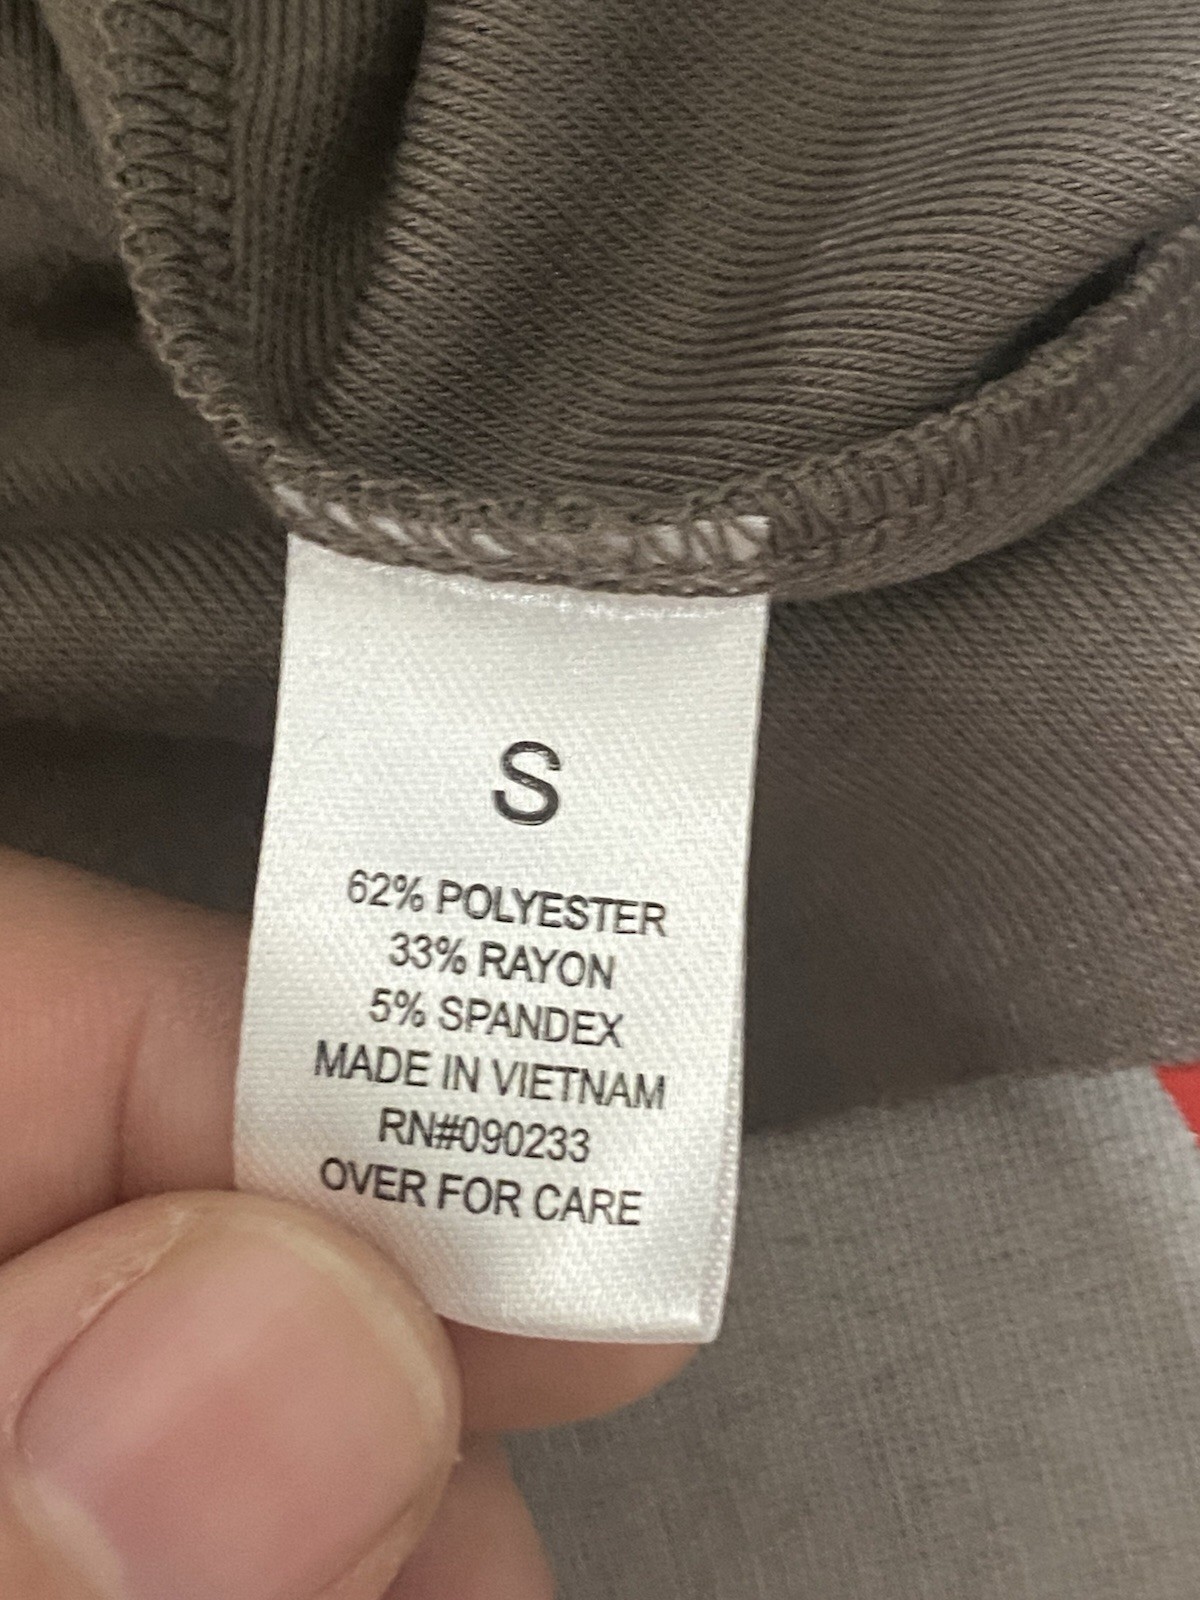 S
62% POLYESTER
33% RAYON
5% SPANDEX
MADE IN VIETNAM
RN#090233
OVER FOR CARE